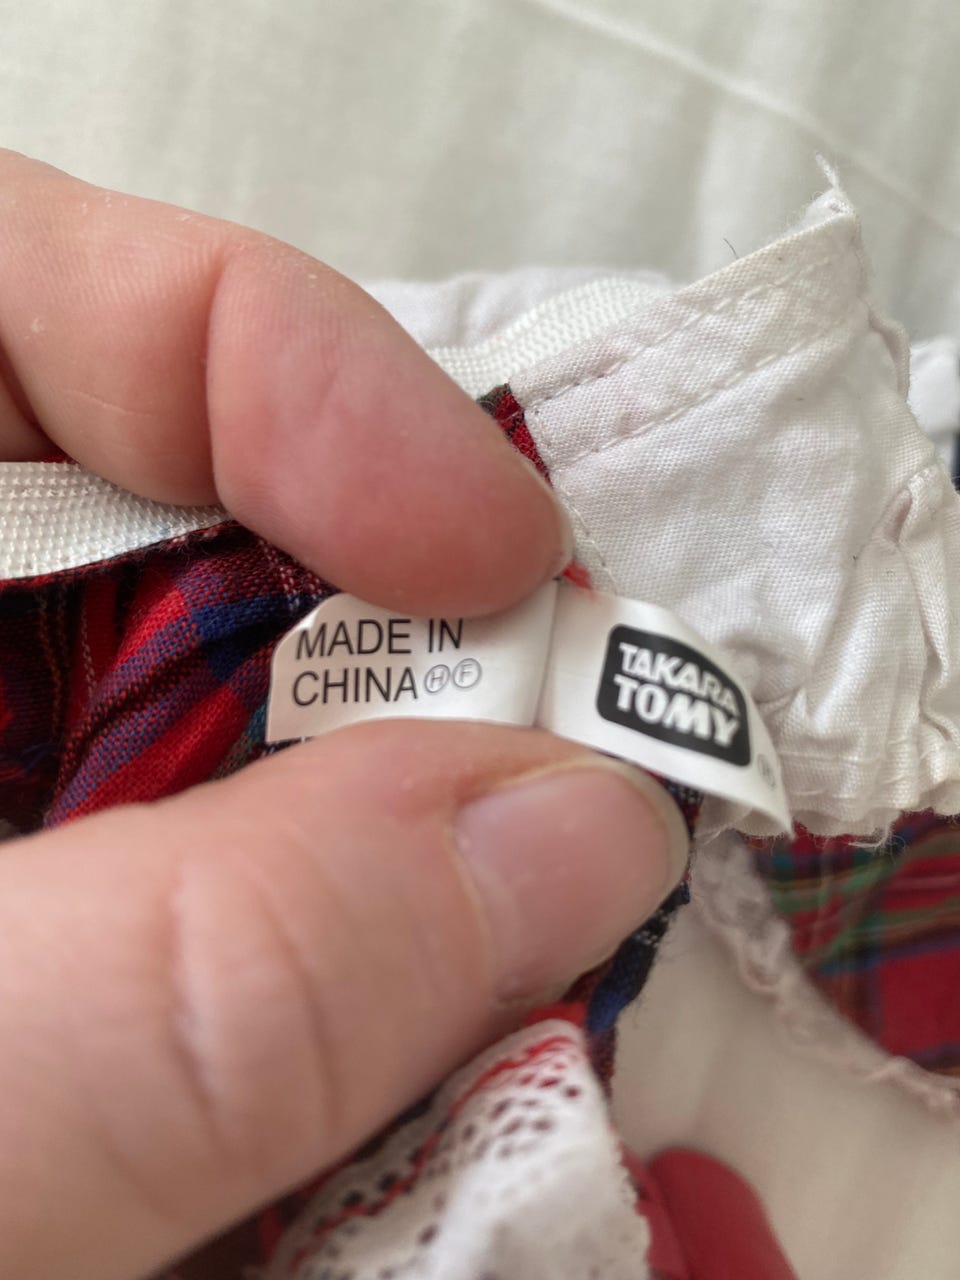 MADE IN
CHINA Ⓗ Ⓕ
TAKARA
TOMY